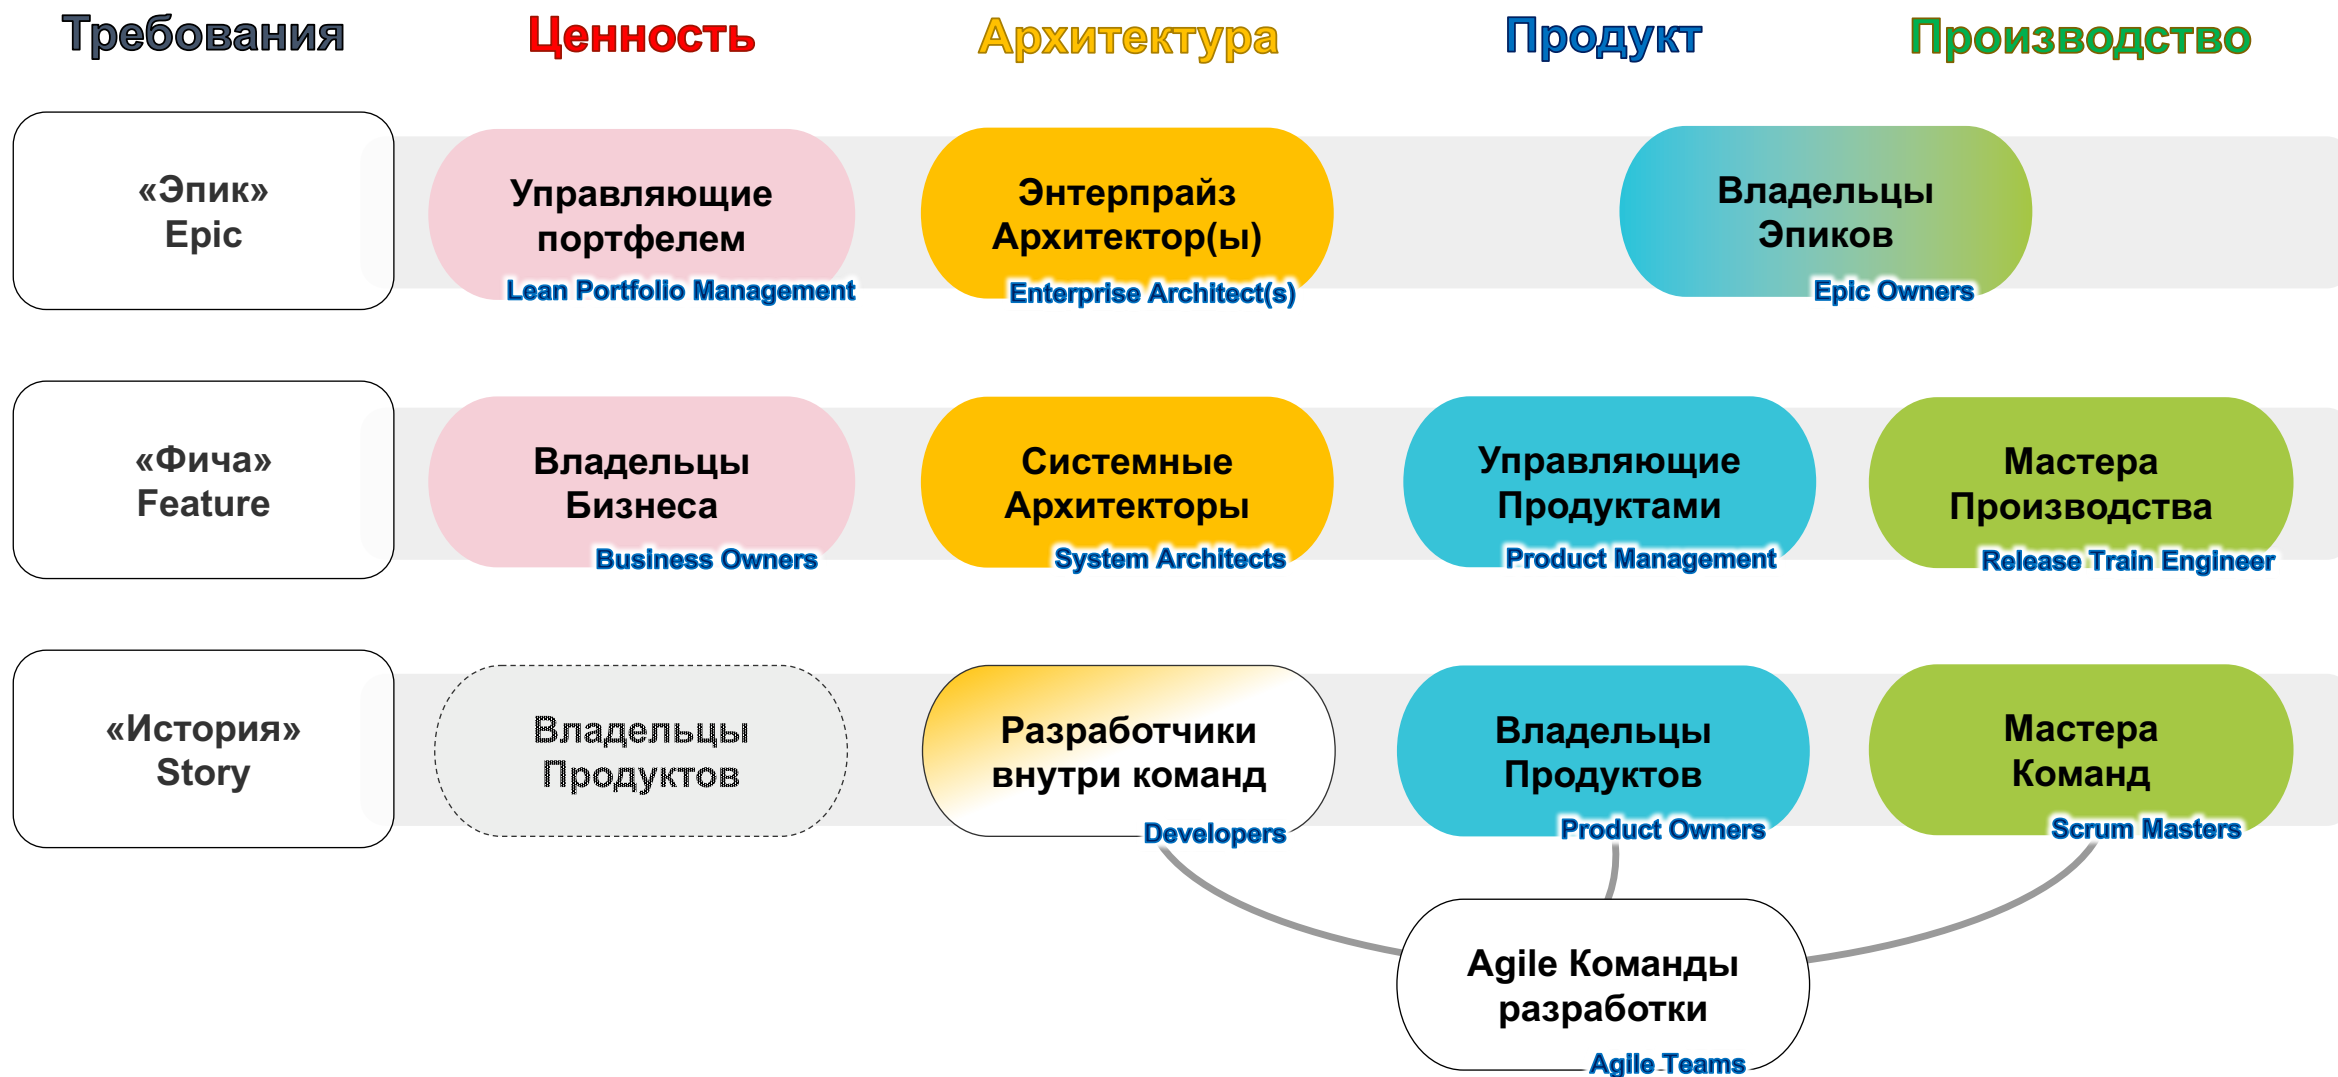 Требования
Ценность
Архитектура
Продукт
Производство
«Эпик»
Epic
Управляющие
портфелем
Lean Portfolio Management
Энтерпрайз
Архитектор(ы)
Enterprise Architect(s)
Владельцы
Эпиков
Epic Owners
«Фича»
Feature
Владельцы
Бизнеса
Business Owners
Системные
Архитекторы
System Architects
Управляющие
Продуктами
Product Management
Мастера
Производства
Release Train Engineer
«История»
Story
Владельцы
Продуктов
Разработчики
внутри команд
Developers
Владельцы
Продуктов
Product Owners
Мастера
Команд
Scrum Masters
Agile Команды
разработки
Agile Teams